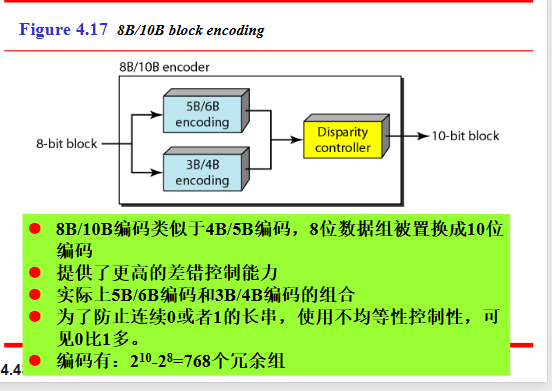 Figure 4.17 8B/10B block encoding
8B/10B encoder
5B/6B
encoding
8-bit block
3B/4B
encoding
Disparity
controller
10-bit block
8B/10B编码类似于4B/5B编码，8位数据组被置换成10位
编码
提供了更高的差错控制能力
实际上5B/6B编码和3B/4B编码的组合
为了防止连续0或者1的长串，使用不均等性控制性，可
见0比1多。
编码有：2¹⁰-2⁸=768个冗余组